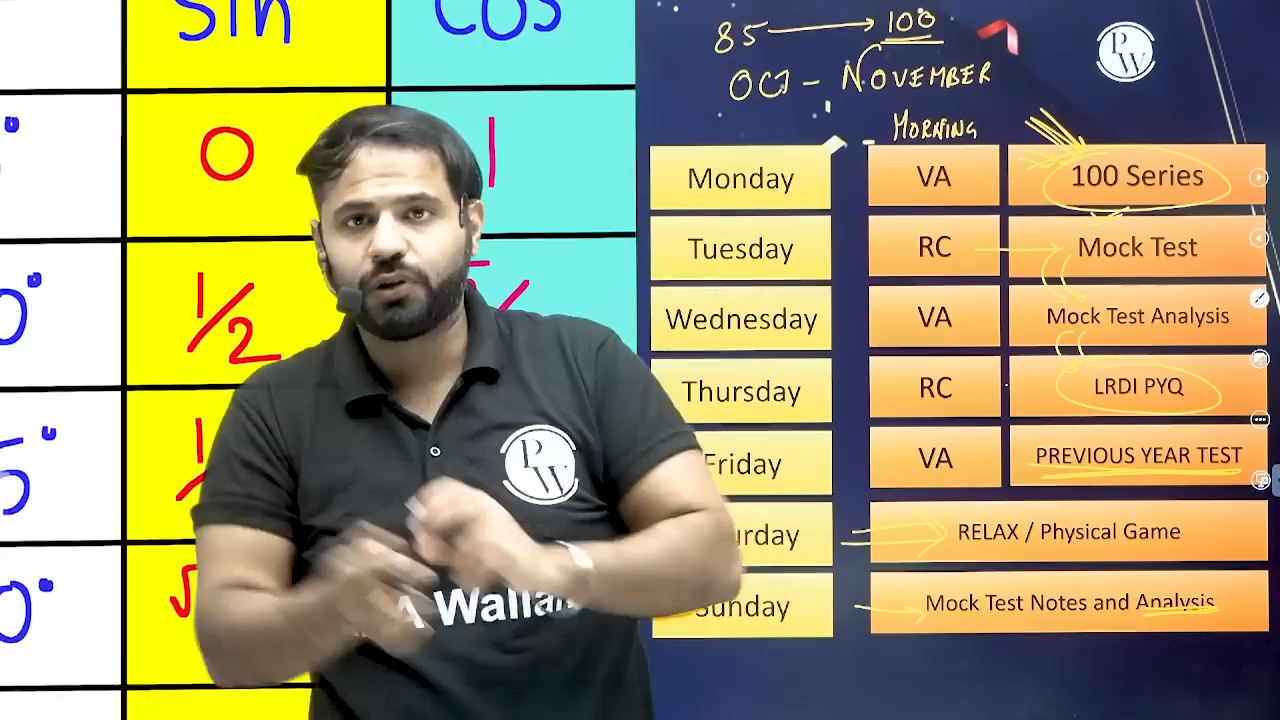 Sin cos
0 1
1/2
85 → 100
OCT - NOVEMBER
MORNING
PW
Monday VA 100 Series
Tuesday RC Mock Test
Wednesday VA Mock Test Analysis
Thursday RC LRDI PYQ
Friday VA PREVIOUS YEAR TEST
urday RELAX / Physical Game
Sunday Mock Test Notes and Analysis
PW
Wallah